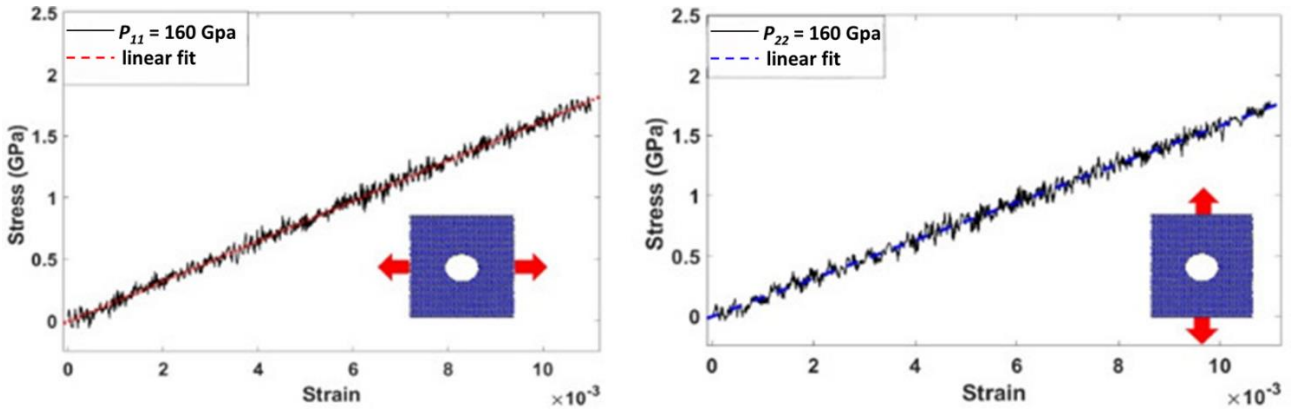 2.5
2
1.5
1
0.5
0
Stress (GPa)
P11 = 160 Gpa
linear fit
0 2 4 6 8 10
Strain
×10-3
2.5
2
1.5
1
0.5
0
Stress (GPa)
P22 = 160 Gpa
linear fit
0 2 4 6 8 10
Strain
×10-3